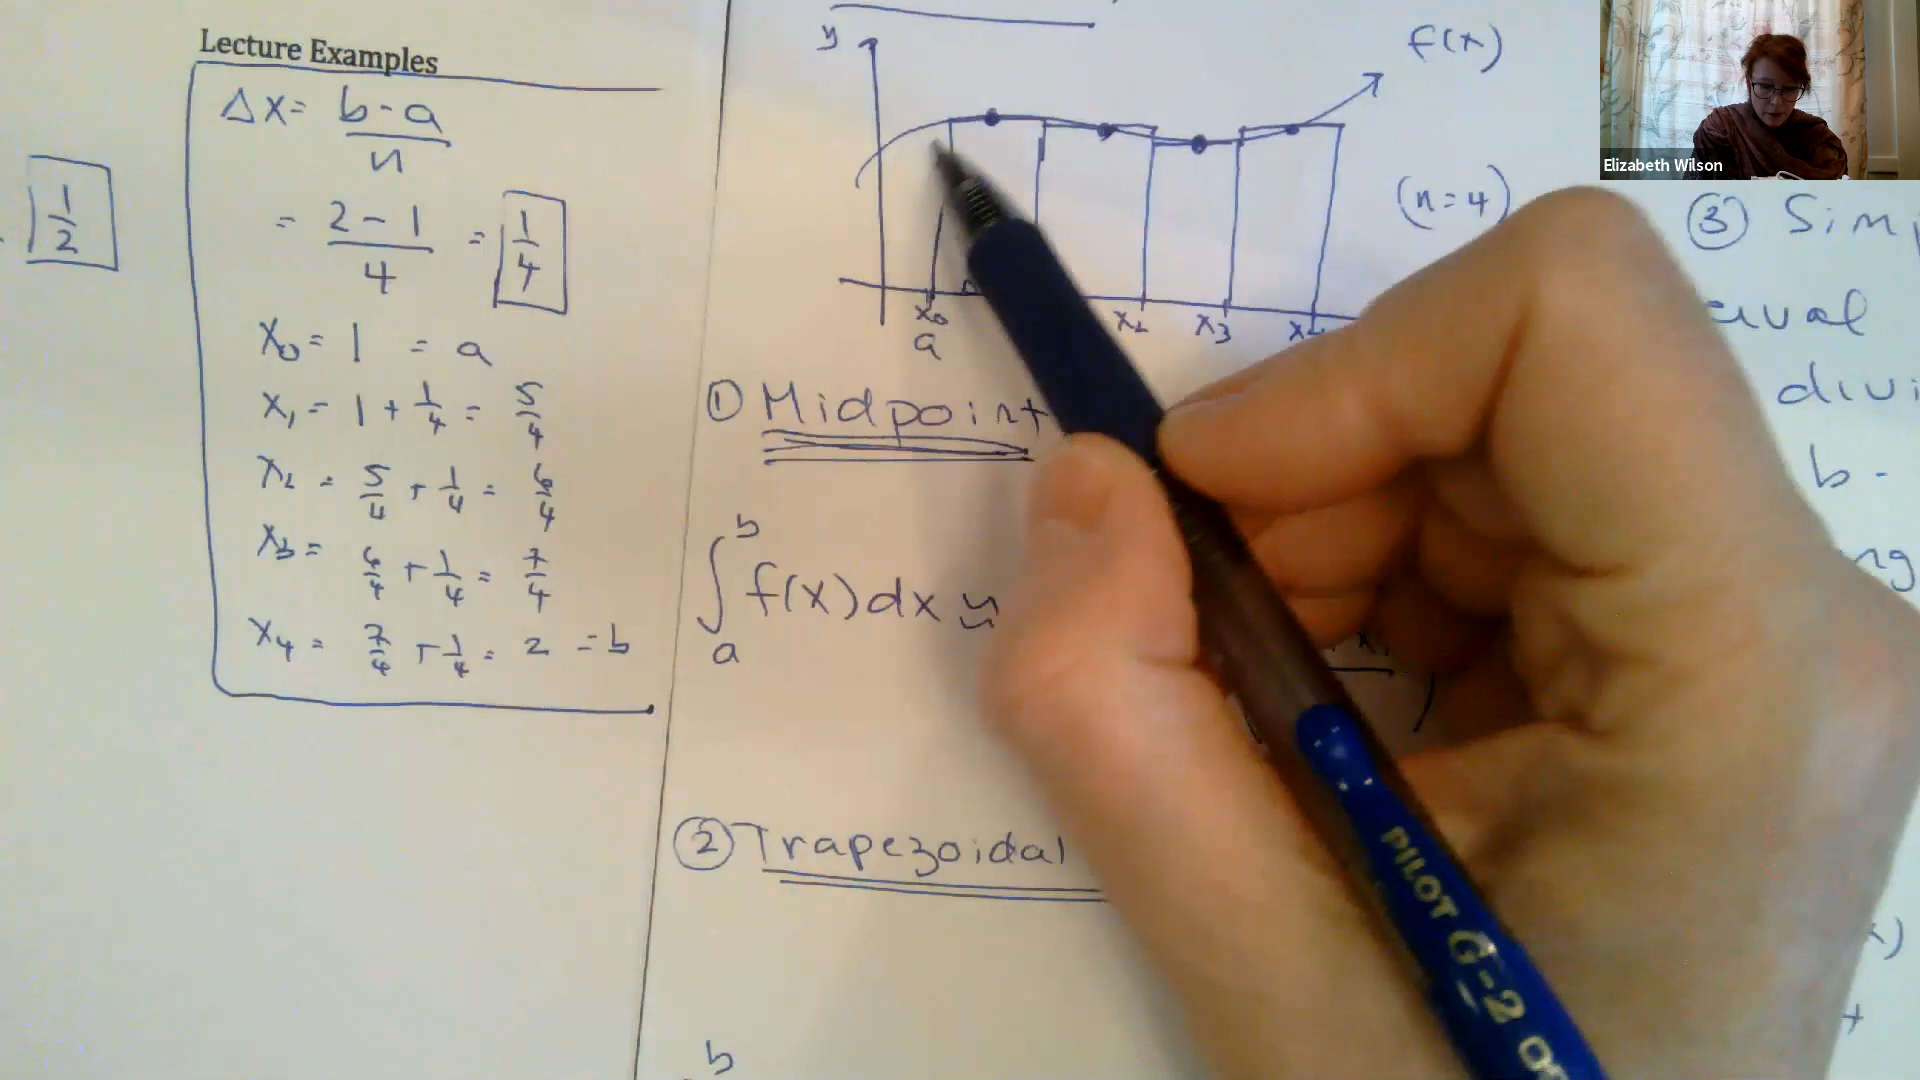 Lecture Examples
Δx = b - a
n
= 2 - 1 = 1
4 4
1
2
x₀ = 1 = a
x₁ = 1 + 1/4 = 5/4
x₂ = 5/4 + 1/4 = 6/4
x₃ = 6/4 + 1/4 = 7/4
x₄ = 7/4 + 1/4 = 2 = b
y
f(x)
(n = 4)
x₀
a
x₂
x₃
① Midpoint
∫ₐᵇ f(x)dx ≈
② Trapezoidal
b
③
b -
PILOT G-2
Elizabeth Wilson